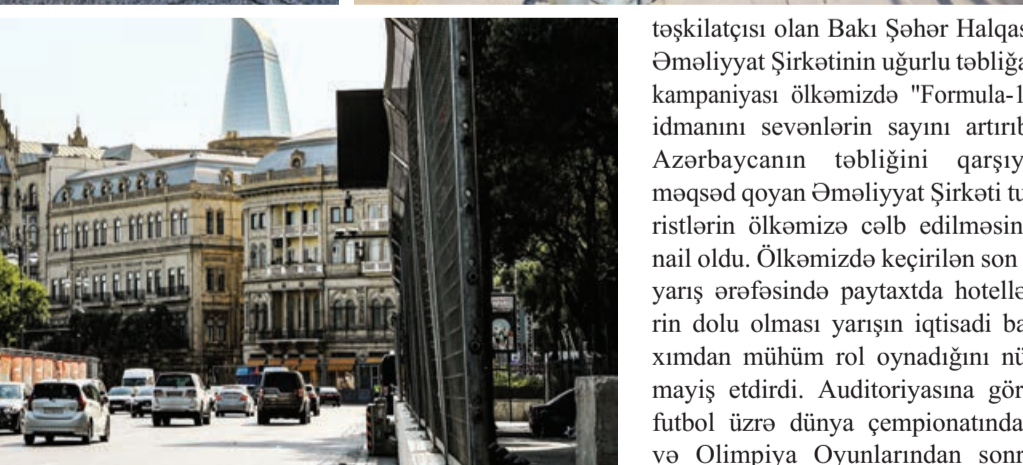 təşkilatçısı olan Bakı Şəhər Halqas
Əməliyyat Şirkətinin uğurlu təbliğa
kampaniyası ölkəmizdə "Formula-1
idmanını sevənlərin sayını artırıb
Azərbaycanın təbliğini qarşıy
məqsəd qoyan Əməliyyat Şirkəti tu
ristlərin ölkəmizə cəlb edilməsin
nail oldu. Ölkəmizdə keçirilən son
yarış ərəfəsində paytaxtda hotellə
rin dolu olması yarışın iqtisadi ba
xımdan mühüm rol oynadığını nü
mayiş etdirdi. Auditoriyasına gör
futbol üzrə dünya çempionatında
və Olimpiya Oyunlarından sonr